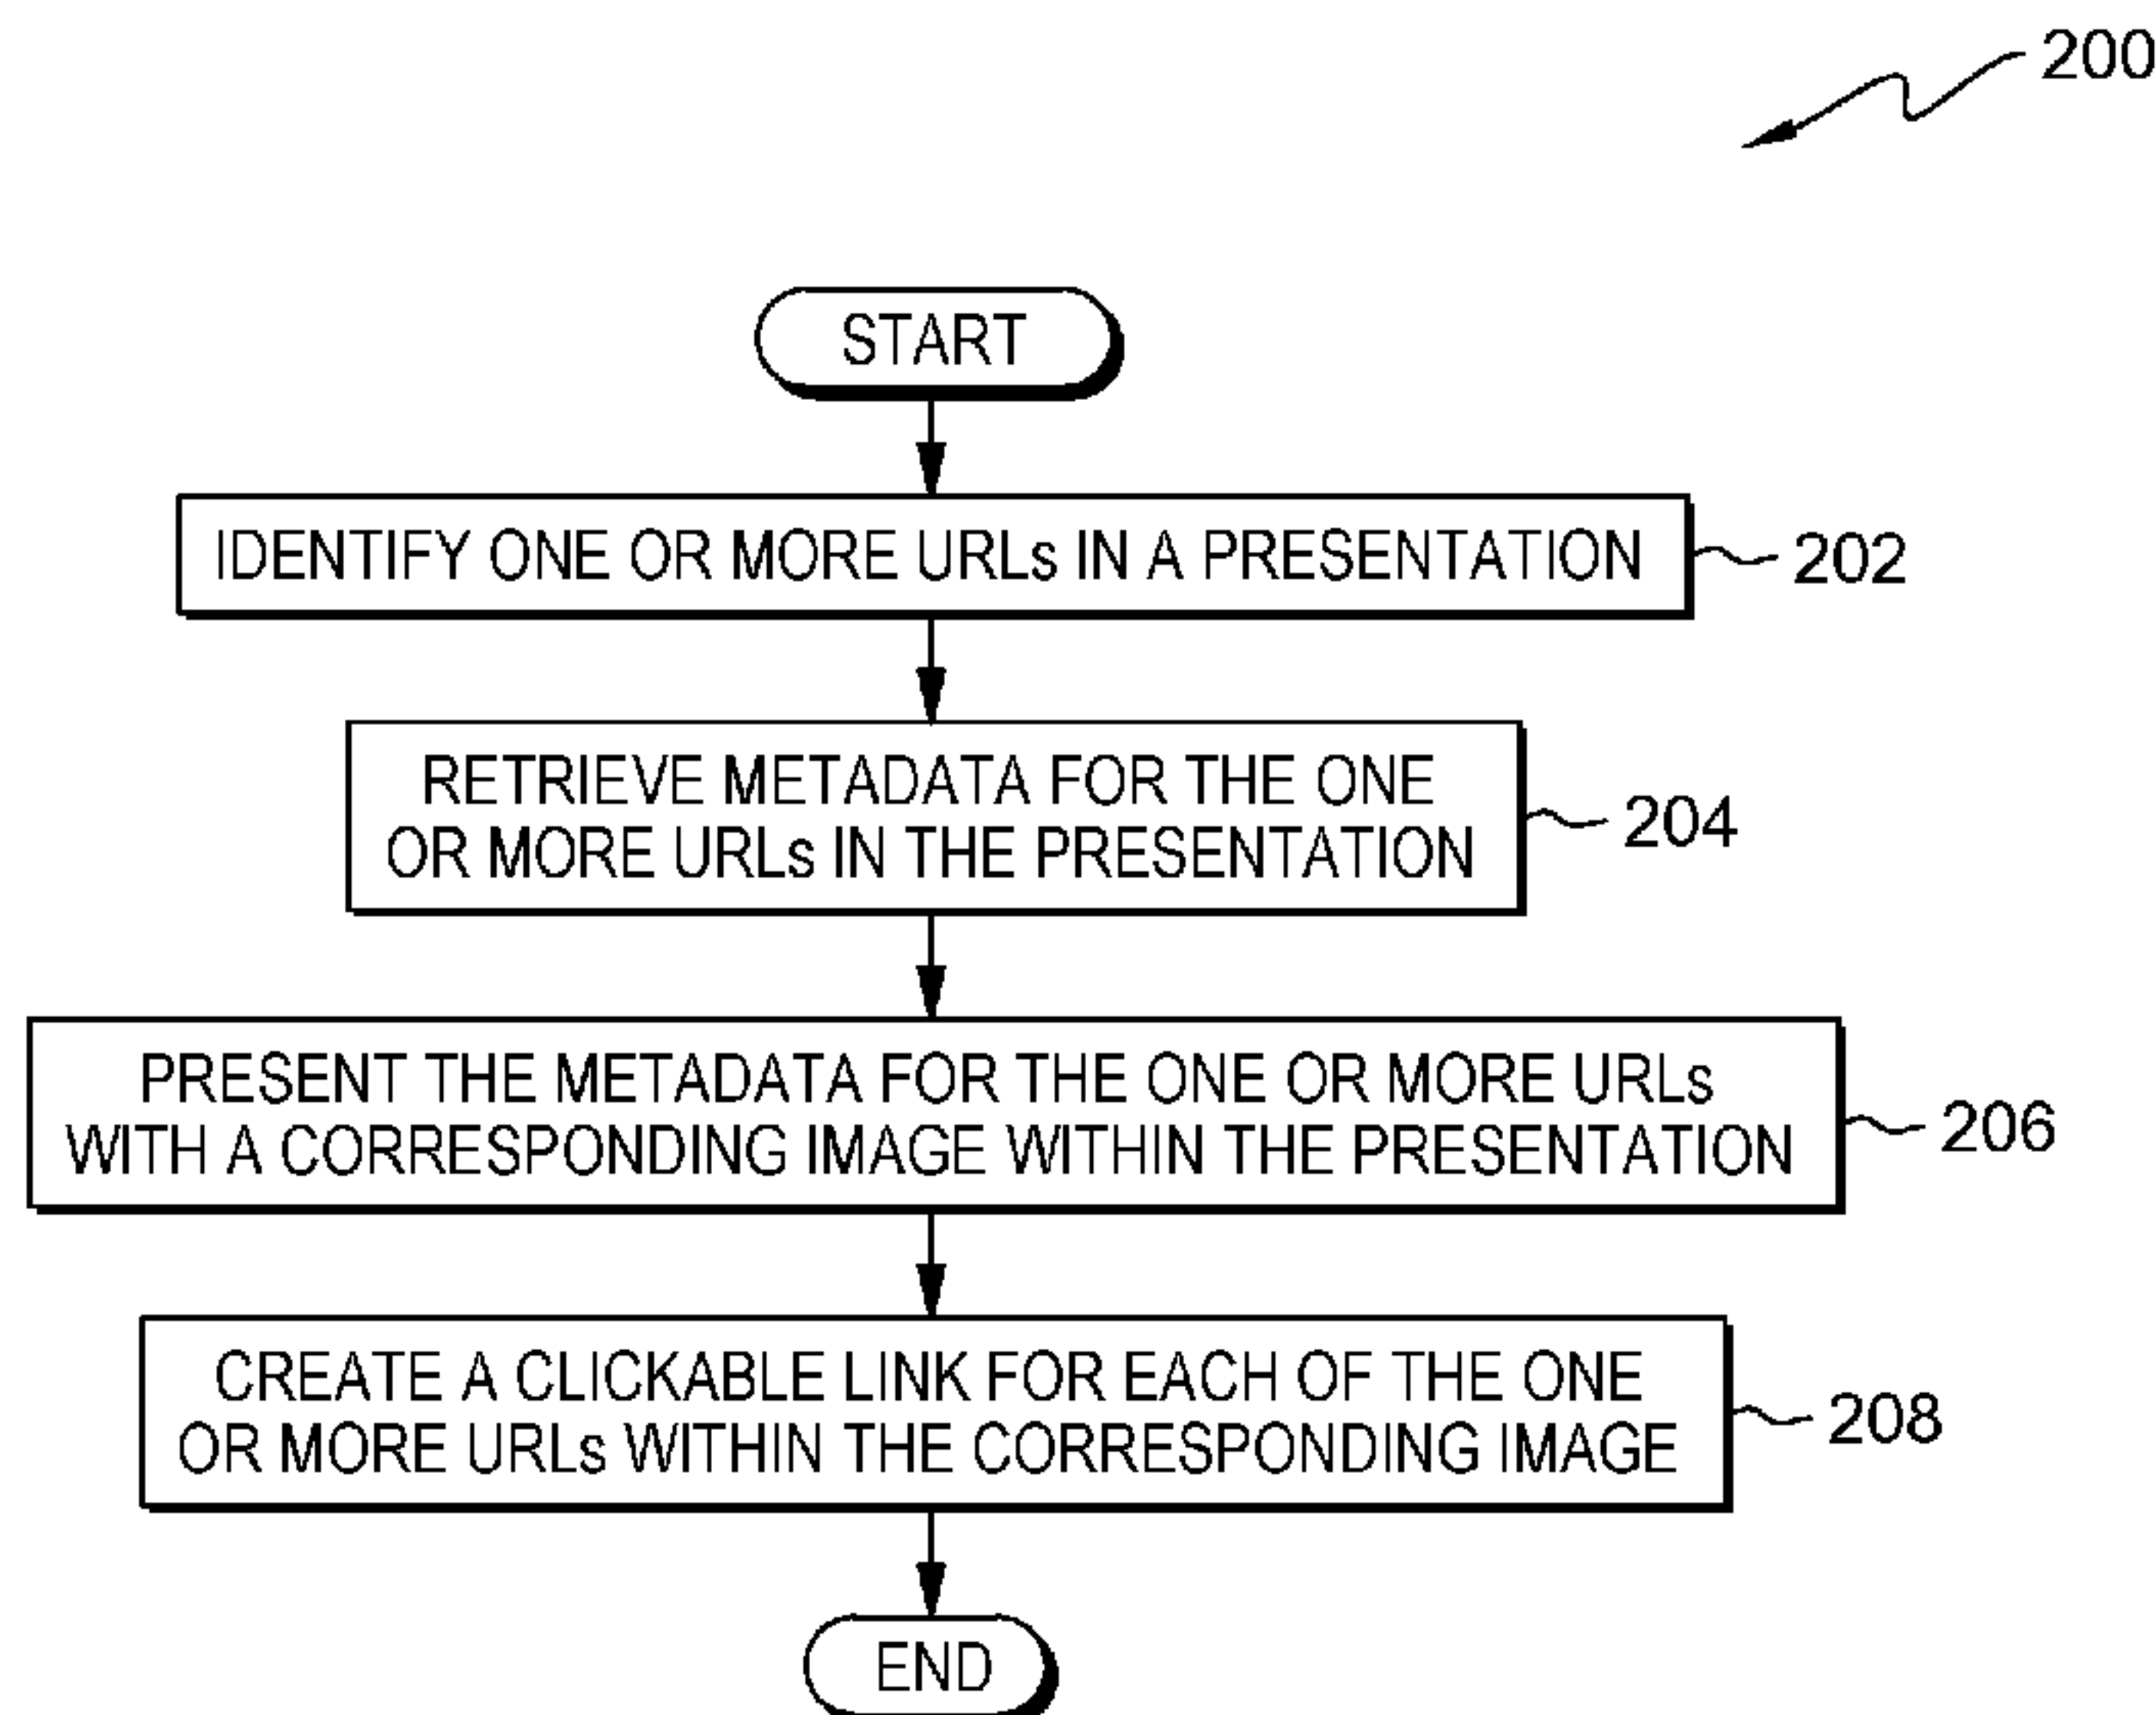 200
START
IDENTIFY ONE OR MORE URLs IN A PRESENTATION
202
RETRIEVE METADATA FOR THE ONE
OR MORE URLs IN THE PRESENTATION
204
PRESENT THE METADATA FOR THE ONE OR MORE URLs
WITH A CORRESPONDING IMAGE WITHIN THE PRESENTATION
206
CREATE A CLICKABLE LINK FOR EACH OF THE ONE
OR MORE URLs WITHIN THE CORRESPONDING IMAGE
208
END